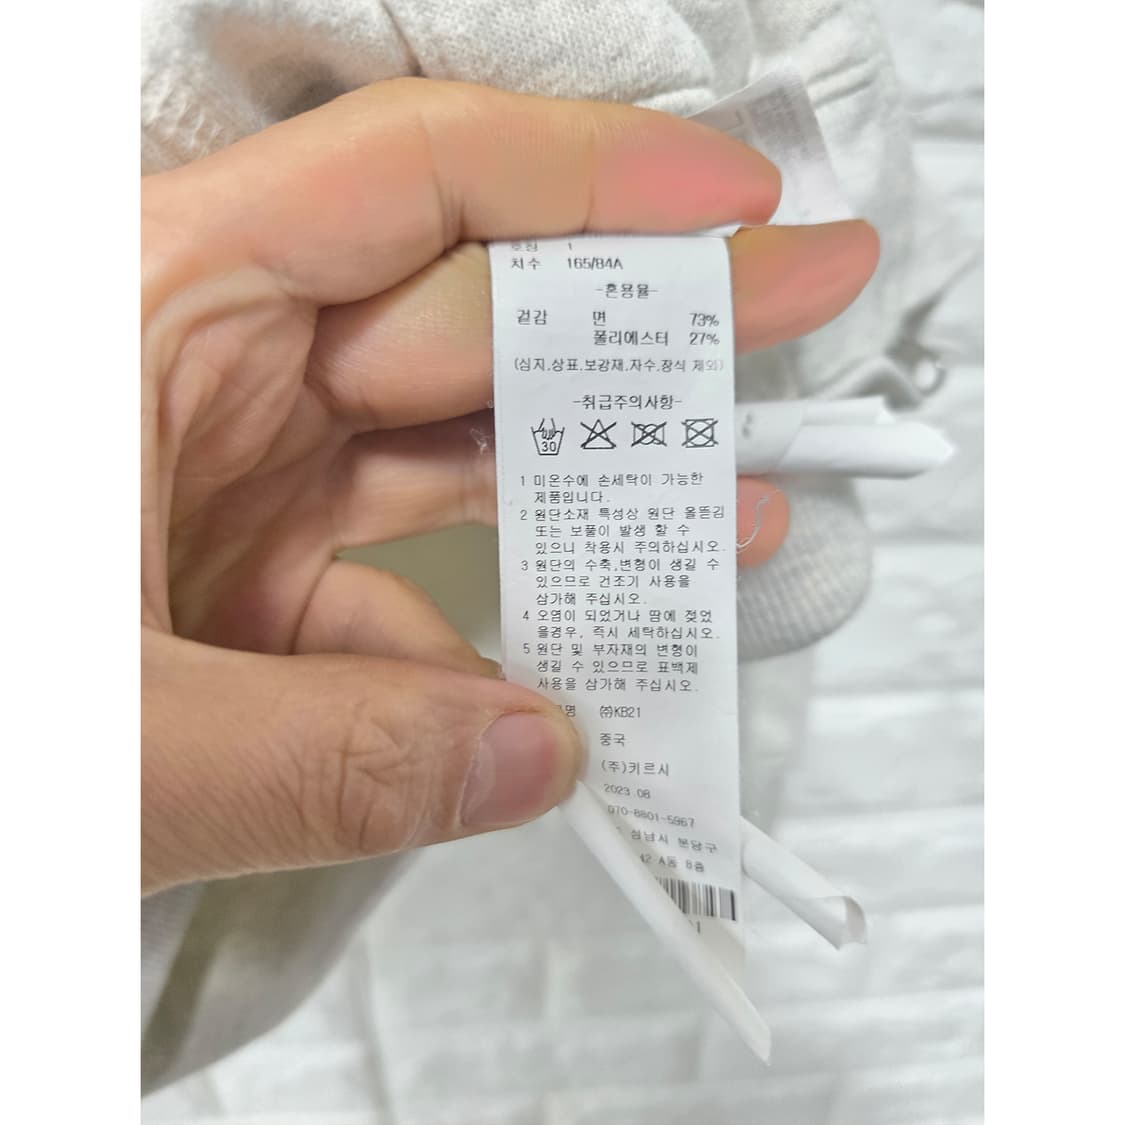 호칭 1
치수 165/84A
-혼용율-
겉감 면 73%
폴리에스터 27%
(심지,상표,보강재,자수,장식 제외)
-취급주의사항-
30
1 미온수에 손세탁이 가능한
제품입니다.
2 원단소재 특성상 원단 올뜯김
또는 보풀이 발생 할 수
있으니 착용시 주의하십시오.
3 원단의 수축,변형이 생길 수
있으므로 건조기 사용을
삼가해 주십시오.
4 오염이 되었거나 땀에 젖었
을경우, 즉시 세탁하십시오.
5 원단 및 부자재의 변형이
생길 수 있으므로 표백제
사용을 삼가해 주십시오.
명 ㈜KB21
중국
(주)키르시
2023.08
070-8801-5967
성남시 분당구
42 A동 8층